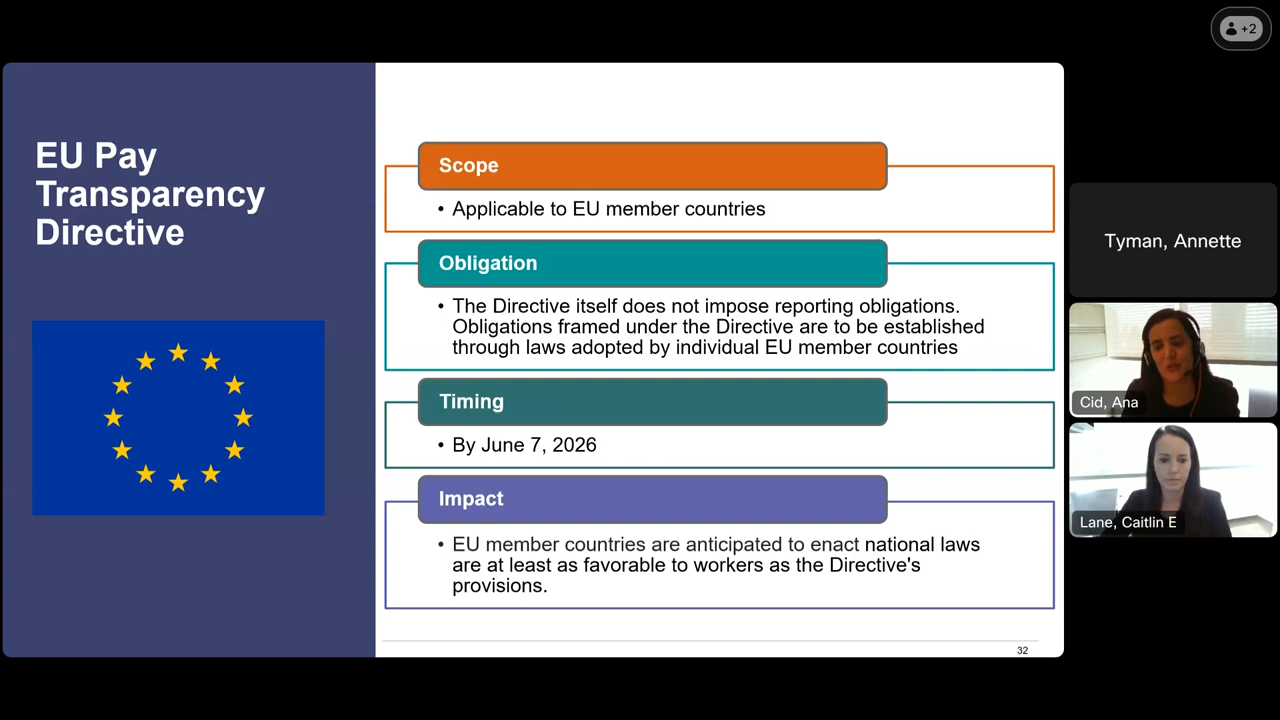 +2
EU Pay
Transparency
Directive
Scope
• Applicable to EU member countries
Obligation
• The Directive itself does not impose reporting obligations.
Obligations framed under the Directive are to be established
through laws adopted by individual EU member countries
Timing
• By June 7, 2026
Impact
• EU member countries are anticipated to enact national laws
are at least as favorable to workers as the Directive's
provisions.
32
Tyman, Annette
Cid, Ana
Lane, Caitlin E